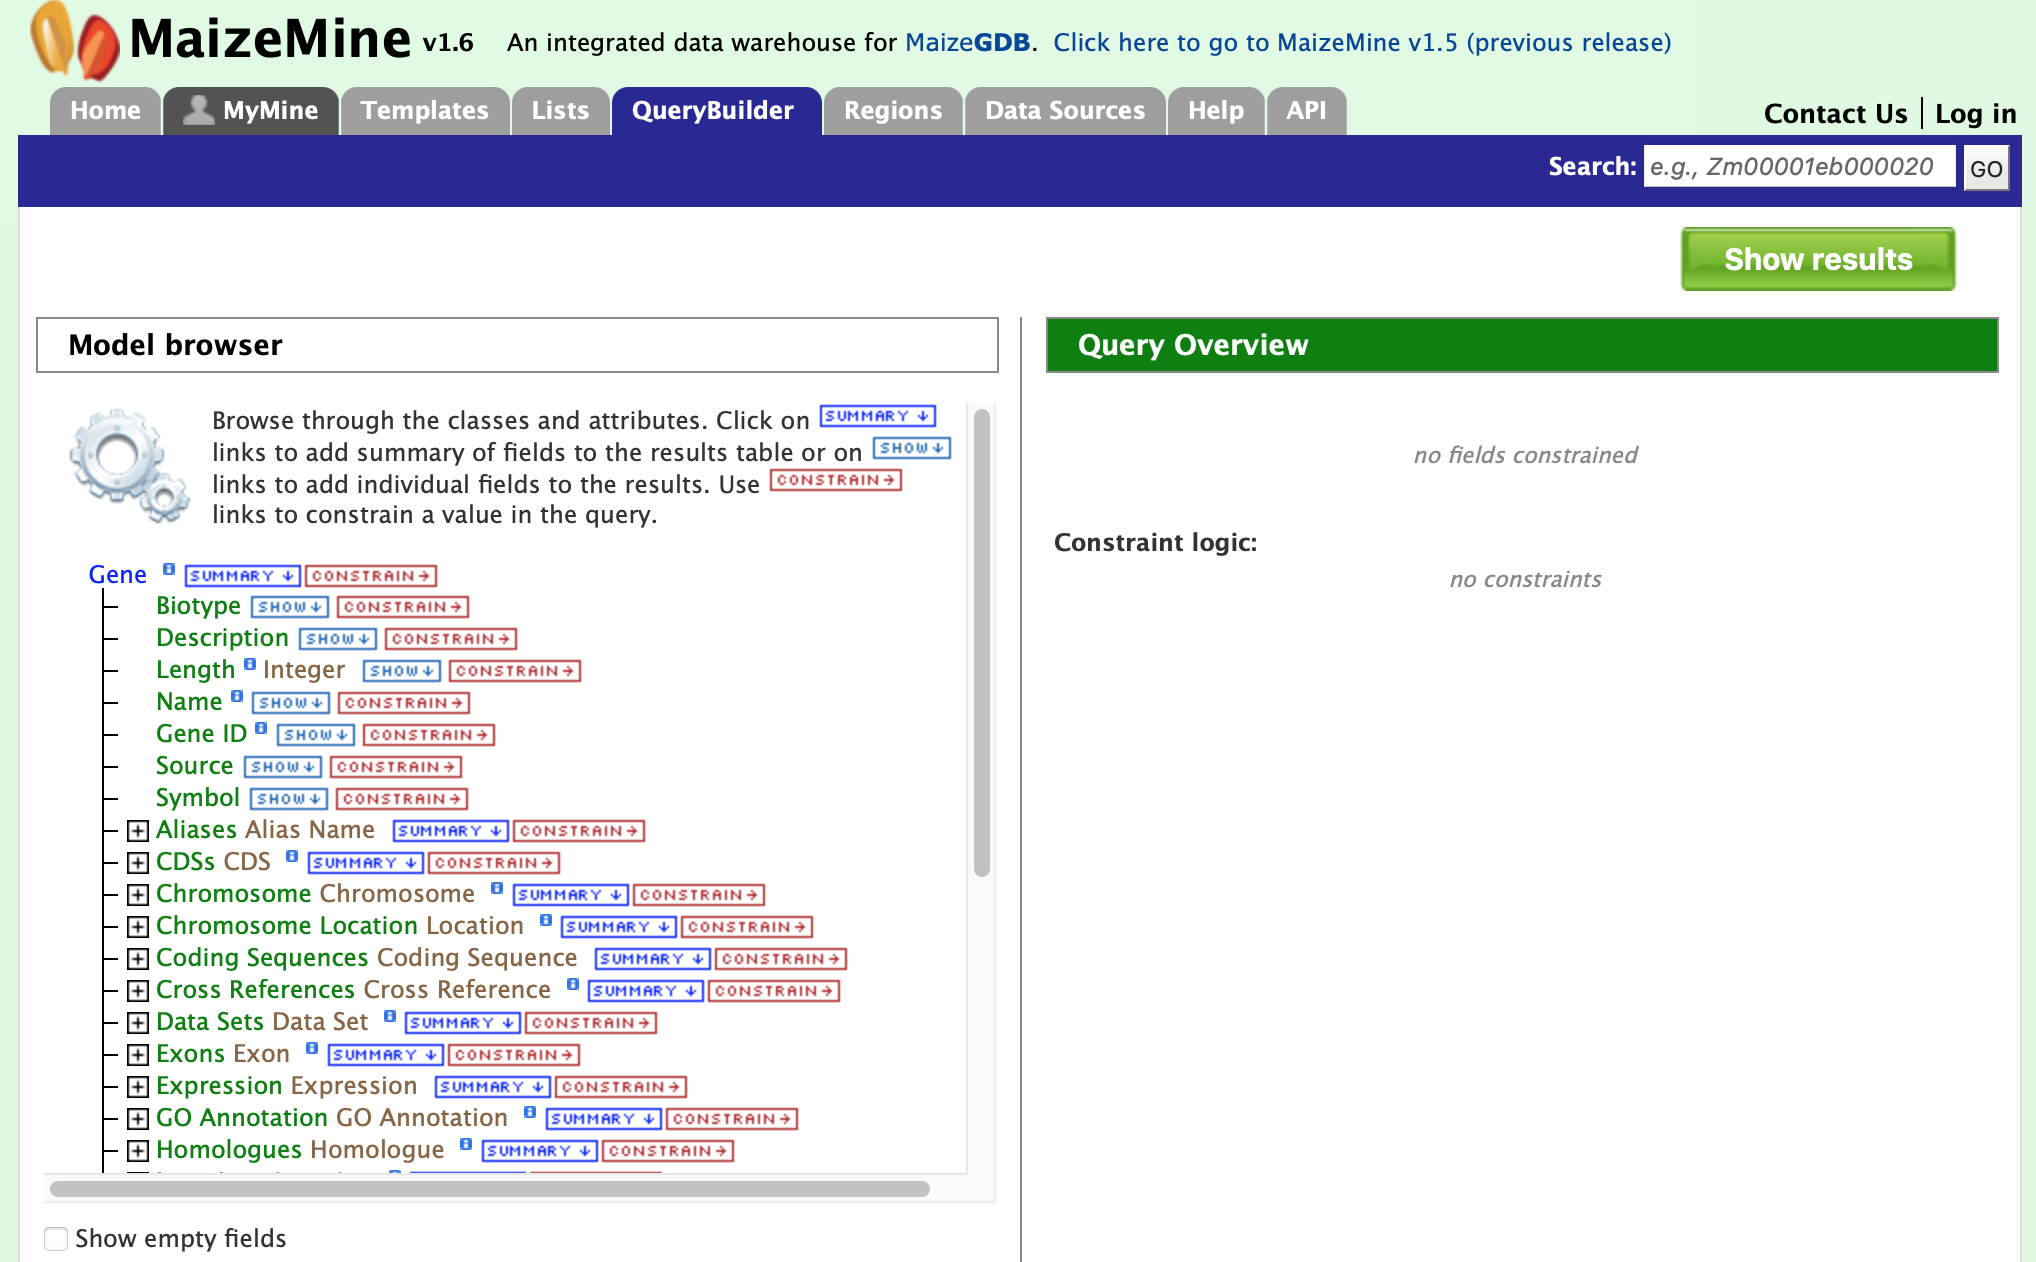 MaizeMine v1.6 An integrated data warehouse for MaizeGDB. Click here to go to MaizeMine v1.5 (previous release)
Home MyMine Templates Lists QueryBuilder Regions Data Sources Help API Contact Us Log in
Search: e.g., Zm00001eb000020 GO
Show results
Model browser
Browse through the classes and attributes. Click on SUMMARY ↓
links to add summary of fields to the results table or on SHOW ↓
links to add individual fields to the results. Use CONSTRAIN →
links to constrain a value in the query.
Gene SUMMARY ↓ CONSTRAIN →
Biotype SHOW ↓ CONSTRAIN →
Description SHOW ↓ CONSTRAIN →
Length Integer SHOW ↓ CONSTRAIN →
Name SHOW ↓ CONSTRAIN →
Gene ID SHOW ↓ CONSTRAIN →
Source SHOW ↓ CONSTRAIN →
Symbol SHOW ↓ CONSTRAIN →
Aliases Alias Name SUMMARY ↓ CONSTRAIN →
CDSs CDS SUMMARY ↓ CONSTRAIN →
Chromosome Chromosome SUMMARY ↓ CONSTRAIN →
Chromosome Location Location SUMMARY ↓ CONSTRAIN →
Coding Sequences Coding Sequence SUMMARY ↓ CONSTRAIN →
Cross References Cross Reference SUMMARY ↓ CONSTRAIN →
Data Sets Data Set SUMMARY ↓ CONSTRAIN →
Exons Exon SUMMARY ↓ CONSTRAIN →
Expression Expression SUMMARY ↓ CONSTRAIN →
GO Annotation GO Annotation SUMMARY ↓ CONSTRAIN →
Homologues Homologue SUMMARY ↓ CONSTRAIN →
Show empty fields
Query Overview
no fields constrained
Constraint logic:
no constraints